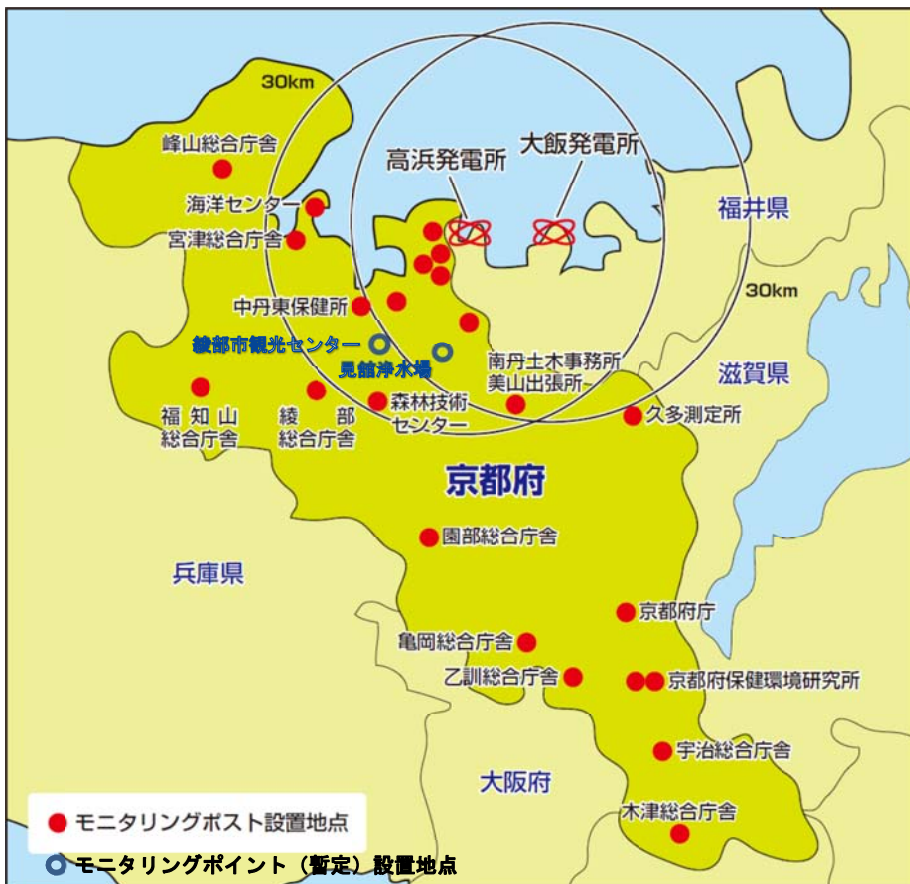 30km
峰山総合庁舎
高浜発電所
大飯発電所
海洋センター
福井県
宮津総合庁舎
30km
中丹東保健所
綾部市観光センター
見舘浄水場
南丹土木事務所
美山出張所
滋賀県
福知山
総合庁舎
綾部
総合庁舎
森林技術
センター
久多測定所
京都府
園部総合庁舎
兵庫県
京都府庁
亀岡総合庁舎
乙訓総合庁舎
京都府保健環境研究所
宇治総合庁舎
大阪府
木津総合庁舎
モニタリングポスト設置地点
モニタリングポイント（暫定）設置地点